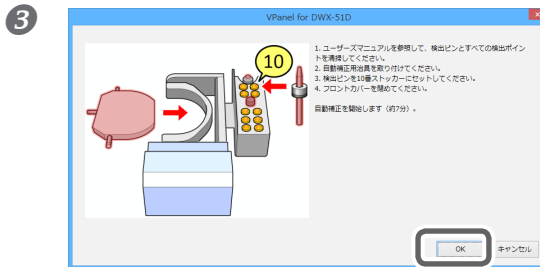 3
VPanel for DWX-51D
10
1. ユーザーズマニュアルを参照して、検出ピンとすべての検出ポイン
トを清掃してください。
2. 自動補正用治具を取り付けてください。
3. 検出ピンを10番ストッカーにセットしてください。
4. フロントカバーを閉めてください。
自動補正を開始します（約7分）。
OK
キャンセル